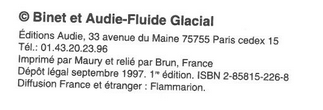 © Binet et Audie-Fluide Glacial
Éditions Audie, 33 avenue du Maine 75755 Paris cedex 15
Tél.: 01.43.20.23.96
Imprimé par Maury et relié par Brun, France
Dépôt légal septembre 1997. 1re édition. ISBN 2-85815-226-8
Diffusion France et étranger : Flammarion.